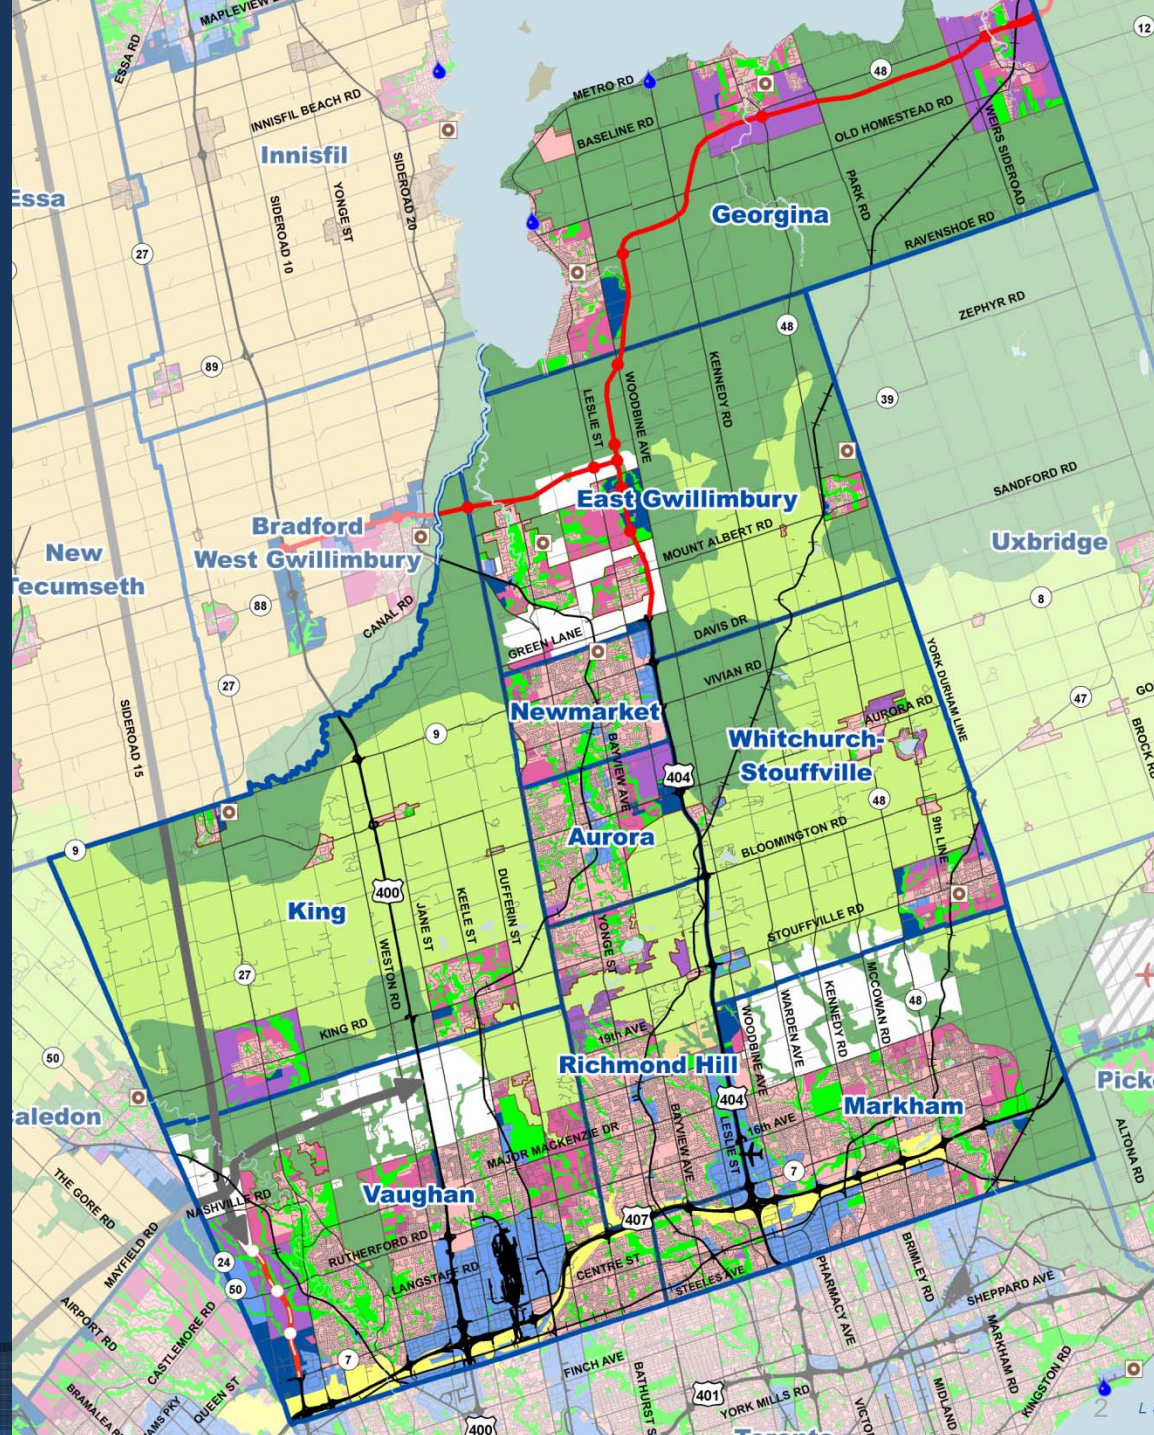 MAPLEVIEW
ESSA RD
INNISFIL BEACH RD
Innisfil
Essa
SIDEROAD 10
YONGE ST
SIDEROAD 20
27
89
METRO RD
BASELINE RD
48
12
OLD HOMESTEAD RD
WEIRS SIDEROAD
PARK RD
Georgina
RAVENSHOE RD
ZEPHYR RD
48
KENNEDY RD
WOODBINE AVE
LESLIE ST
39
SANDFORD RD
East Gwillimbury
MOUNT ALBERT RD
Uxbridge
Bradford
West Gwillimbury
New
Tecumseth
88
CANAL RD
27
8
GREEN LANE
DAVIS DR
VIVIAN RD
YORK DURHAM LINE
SIDEROAD 15
9
Newmarket
BAYVIEW AVE
404
Whitchurch-
Stouffville
AURORA RD
47
BROCK RD
48
9
Aurora
BLOOMINGTON RD
9th LINE
400
King
JANE ST
KEELE ST
DUFFERIN ST
WESTON RD
YONGE ST
STOUFFVILLE RD
27
KING RD
50
19th AVE
WOODBINE AVE
WARDEN AVE
KENNEDY RD
MCCOWAN RD
48
Richmond Hill
404
Markham
Caledon
16th AVE
LESLIE ST
BAYVIEW AVE
MAJOR MACKENZIE DR
7
ALTONA RD
THE GORE RD
NASHVILLE RD
Vaughan
RUTHERFORD RD
407
MAYFIELD RD
24
50
LANGSTAFF RD
CENTRE ST
STEELES AVE
AIRPORT RD
CASTLEMORE RD
7
PHARMACY AVE
BRIMLEY RD
SHEPPARD AVE
MARKHAM RD
KINGSTON RD
QUEEN ST
FINCH AVE
401
YORK MILLS RD
400
MIDLAND
2